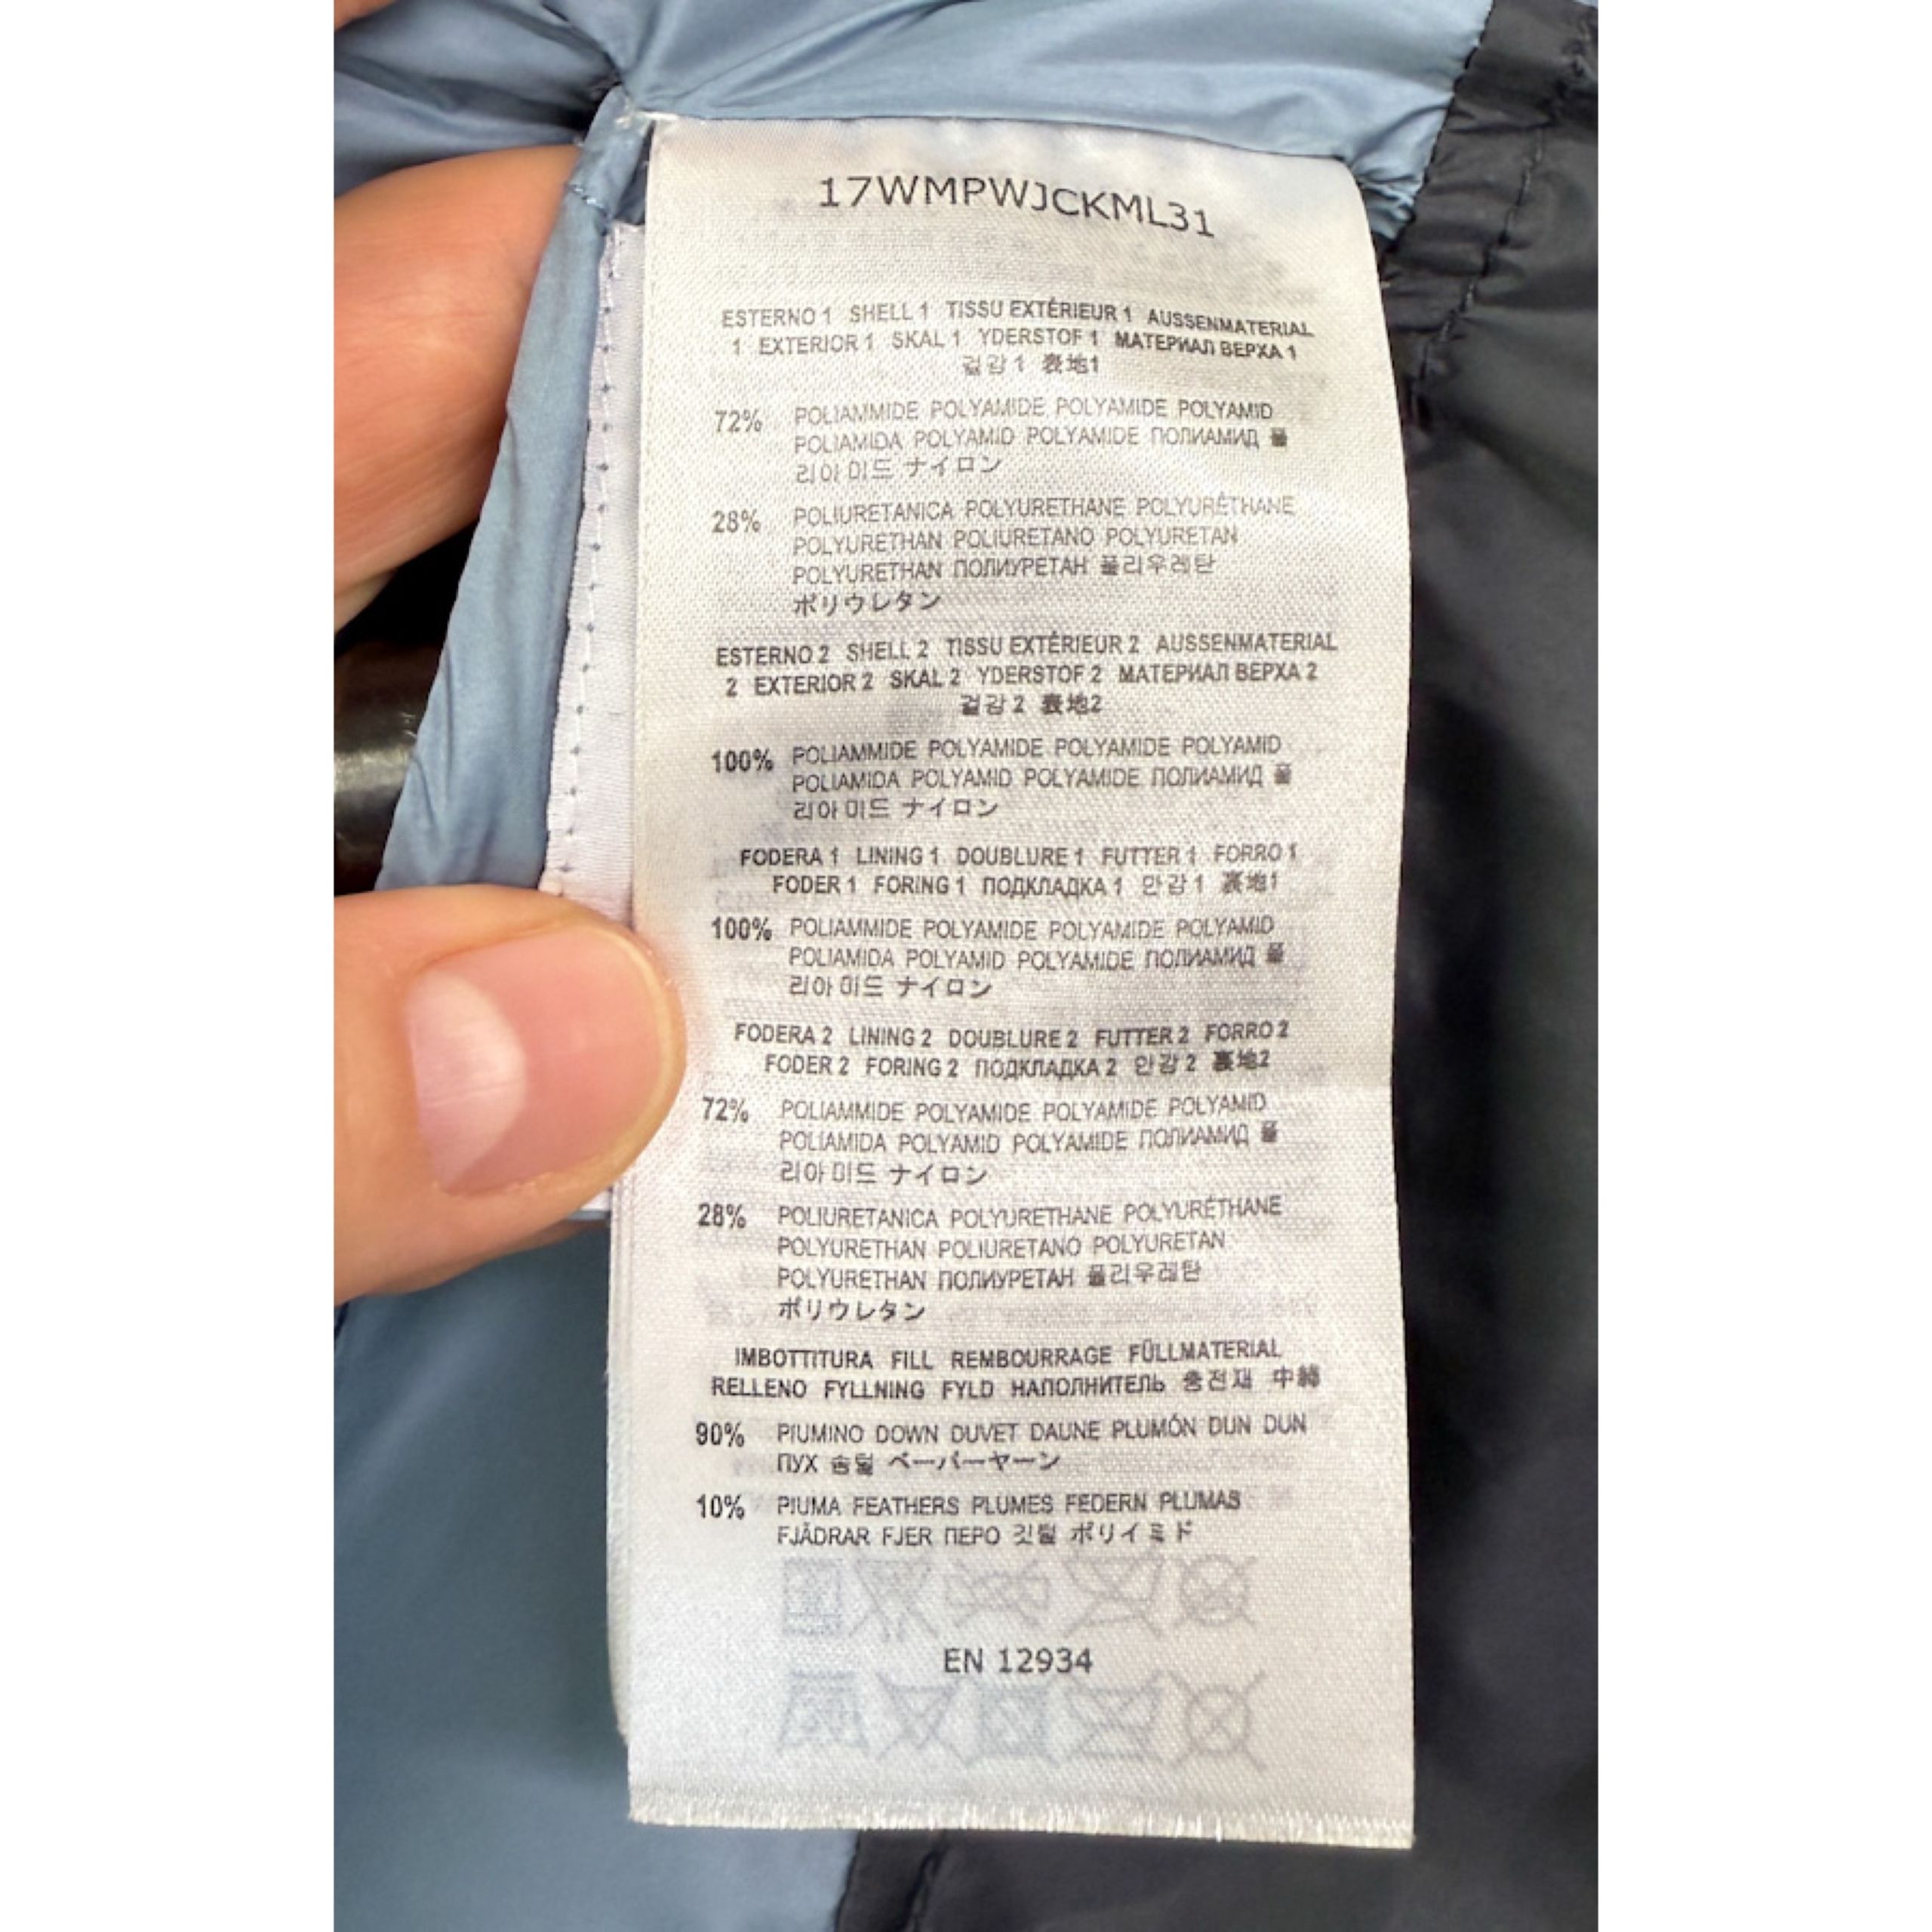 17WMPWJCKML31
ESTERNO 1 SHELL 1 TISSU EXTÉRIEUR 1 AUSSENMATERIAL
1 EXTERIOR 1 SKAL 1 YDERSTOF 1 МАТЕРИАЛ ВЕРХА 1
겉감 1 表地1
72% POLIAMMIDE POLYAMIDE POLYAMIDE POLYAMID
POLIAMIDA POLYAMID POLYAMIDE ПОЛИАМИД 폴
리아미드 ナイロン
28% POLIURETANICA POLYURETHANE POLYURÉTHANE
POLYURETHAN POLIURETANO POLYURETAN
POLYURETHAN ПОЛИУРЕТАН 폴리우레탄
ポリウレタン
ESTERNO 2 SHELL 2 TISSU EXTÉRIEUR 2 AUSSENMATERIAL
2 EXTERIOR 2 SKAL 2 YDERSTOF 2 МАТЕРИАЛ ВЕРХА 2
겉감 2 表地2
100% POLIAMMIDE POLYAMIDE POLYAMIDE POLYAMID
POLIAMIDA POLYAMID POLYAMIDE ПОЛИАМИД 폴
리아미드 ナイロン
FODERA 1 LINING 1 DOUBLURE 1 FUTTER 1 FORRO 1
FODER 1 FORING 1 ПОДКЛАДКА 1 안감 1 裏地1
100% POLIAMMIDE POLYAMIDE POLYAMIDE POLYAMID
POLIAMIDA POLYAMID POLYAMIDE ПОЛИАМИД 폴
리아미드 ナイロン
FODERA 2 LINING 2 DOUBLURE 2 FUTTER 2 FORRO 2
FODER 2 FORING 2 ПОДКЛАДКА 2 안감 2 裏地2
72% POLIAMMIDE POLYAMIDE POLYAMIDE POLYAMID
POLIAMIDA POLYAMID POLYAMIDE ПОЛИАМИД 폴
리아미드 ナイロン
28% POLIURETANICA POLYURETHANE POLYURÉTHANE
POLYURETHAN POLIURETANO POLYURETAN
POLYURETHAN ПОЛИУРЕТАН 폴리우레탄
ポリウレタン
IMBOTTITURA FILL REMBOURRAGE FÜLLMATERIAL
RELLENO FYLLNING FYLD НАПОЛНИТЕЛЬ 충전재 中綿
90% PIUMINO DOWN DUVET DAUNE PLUMÓN DUN DUN
ПУХ 솜털 ベーパーヤーン
10% PIUMA FEATHERS PLUMES FEDERN PLUMAS
FJÄDRAR FJER ПЕРО 깃털 ポリイミド
EN 12934